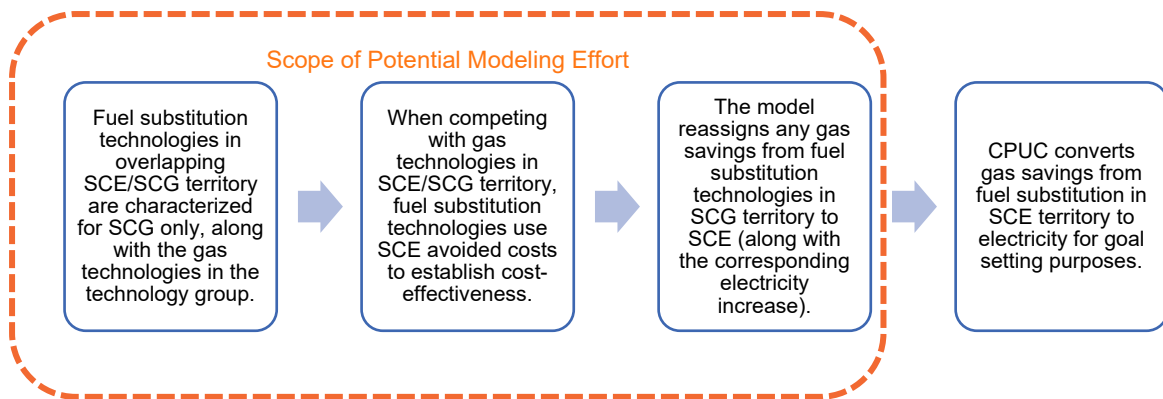 Scope of Potential Modeling Effort
Fuel substitution
technologies in
overlapping
SCE/SCG territory
are characterized
for SCG only, along
with the gas
technologies in the
technology group.
When competing
with gas
technologies in
SCE/SCG territory,
fuel substitution
technologies use
SCE avoided costs
to establish cost-
effectiveness.
The model
reassigns any gas
savings from fuel
substitution
technologies in
SCG territory to
SCE (along with
the corresponding
electricity
increase).
CPUC converts
gas savings from
fuel substitution in
SCE territory to
electricity for goal
setting purposes.